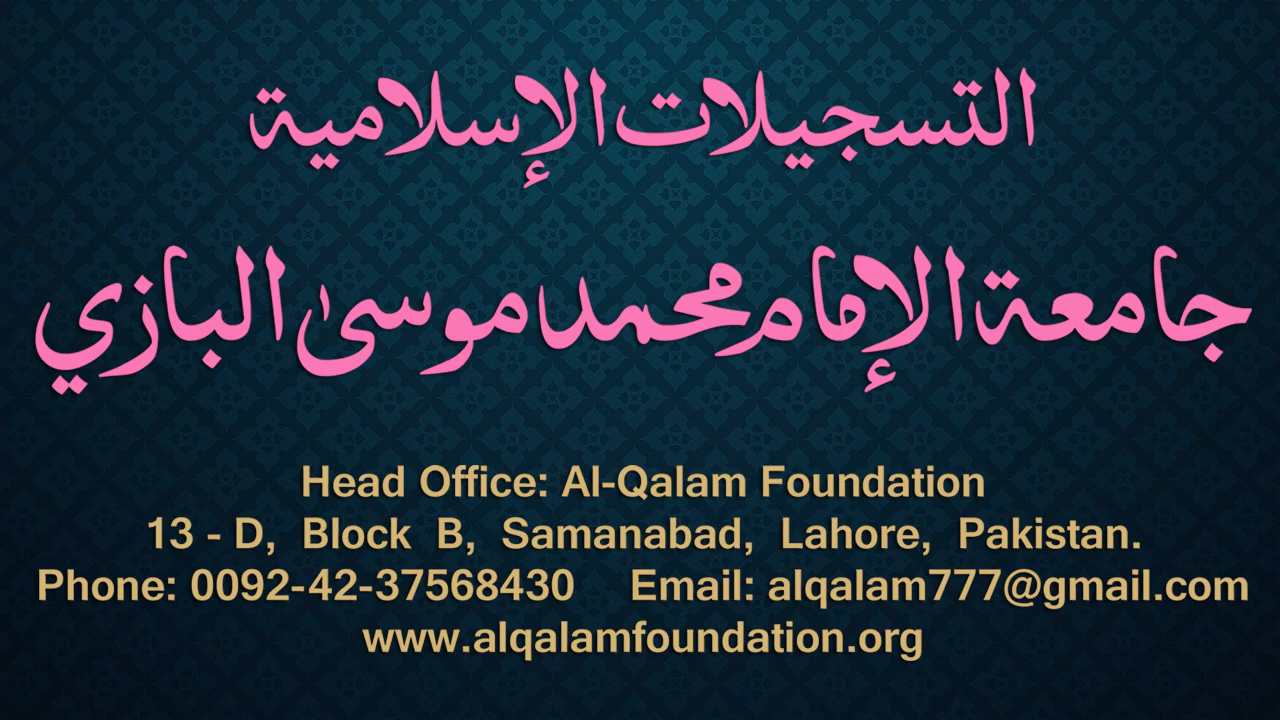 التسجيلات الإسلامية
جامعة الإمام محمد موسىٰ البازي
Head Office: Al-Qalam Foundation
13 - D, Block B, Samanabad, Lahore, Pakistan.
Phone: 0092-42-37568430 Email: alqalam777@gmail.com
www.alqalamfoundation.org